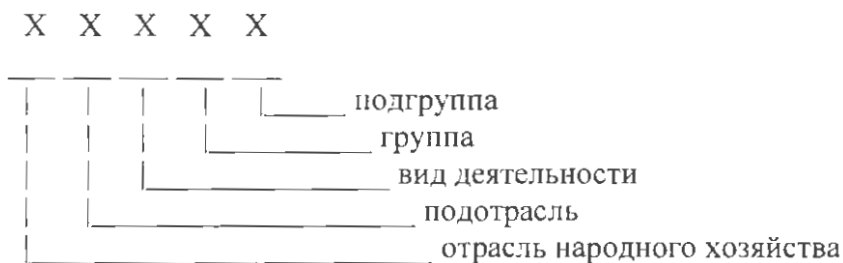 X X X X X
подгруппа
группа
вид деятельности
подотрасль
отрасль народного хозяйства